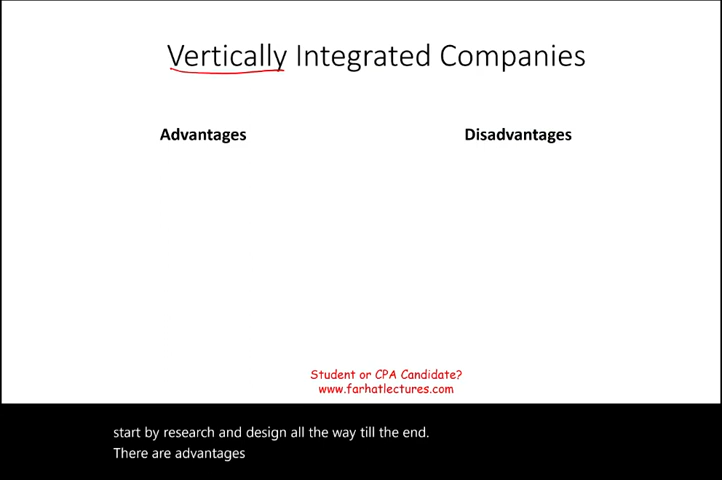 Vertically Integrated Companies
Advantages
Disadvantages
Student or CPA Candidate?
www.farhatlectures.com
start by research and design all the way till the end.
There are advantages